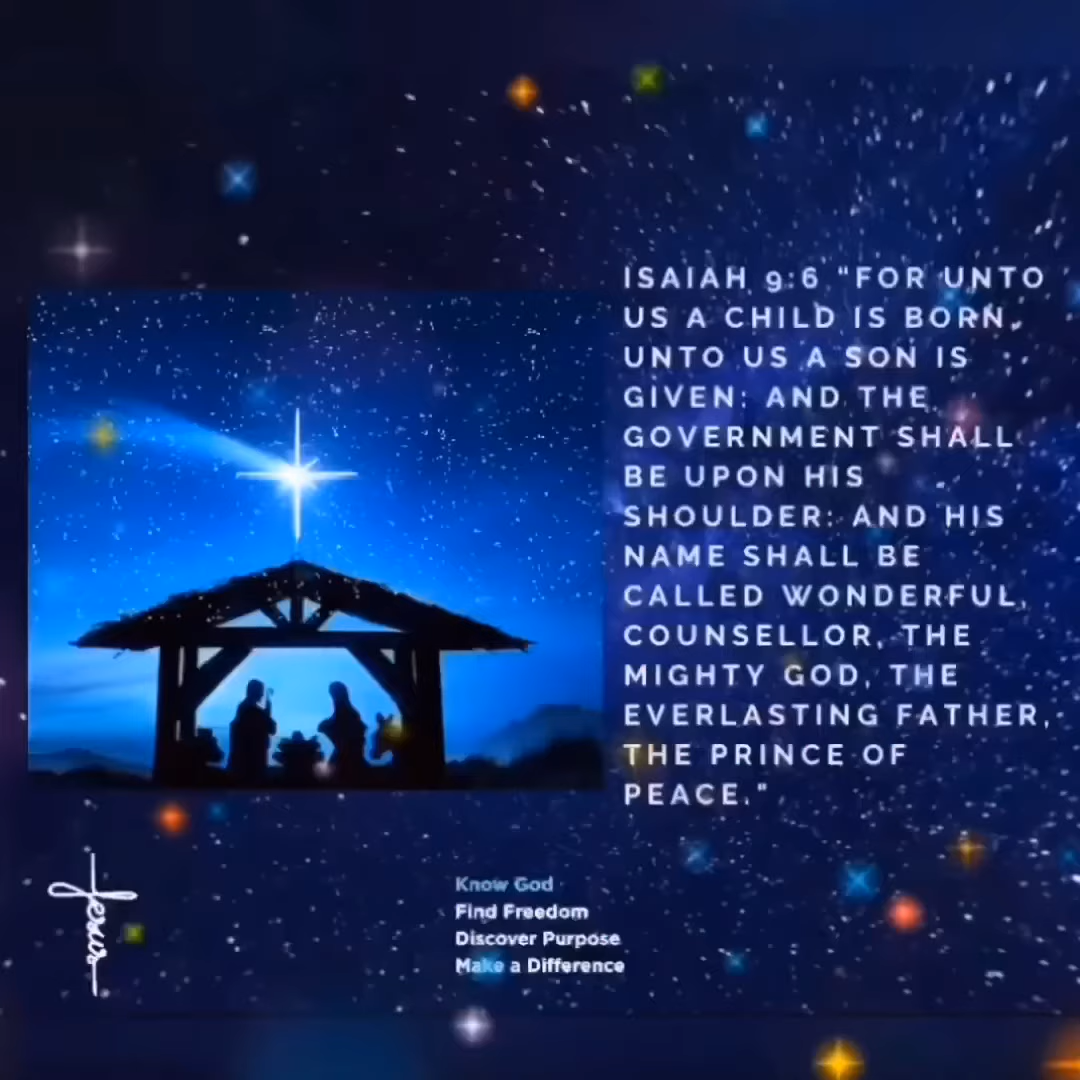 ISAIAH 9:6 "FOR UNTO
US A CHILD IS BORN,
UNTO US A SON IS
GIVEN: AND THE
GOVERNMENT SHALL
BE UPON HIS
SHOULDER: AND HIS
NAME SHALL BE
CALLED WONDERFUL,
COUNSELLOR, THE
MIGHTY GOD, THE
EVERLASTING FATHER,
THE PRINCE OF
PEACE."
Jesus
Know God
Find Freedom
Discover Purpose
Make a Difference